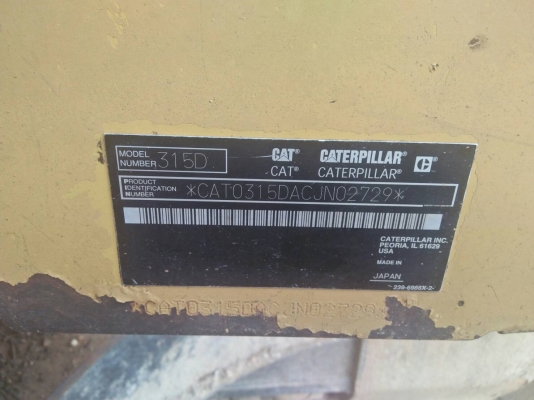 MODEL NUMBER 315D
CAT CATERPILLAR C
CAT® CATERPILLAR®
PRODUCT IDENTIFICATION NUMBER *CAT0315DACJN02729*
CATERPILLAR INC.
PEORIA, IL 61629
USA
MADE IN
JAPAN
*CAT0315DACJN02729*